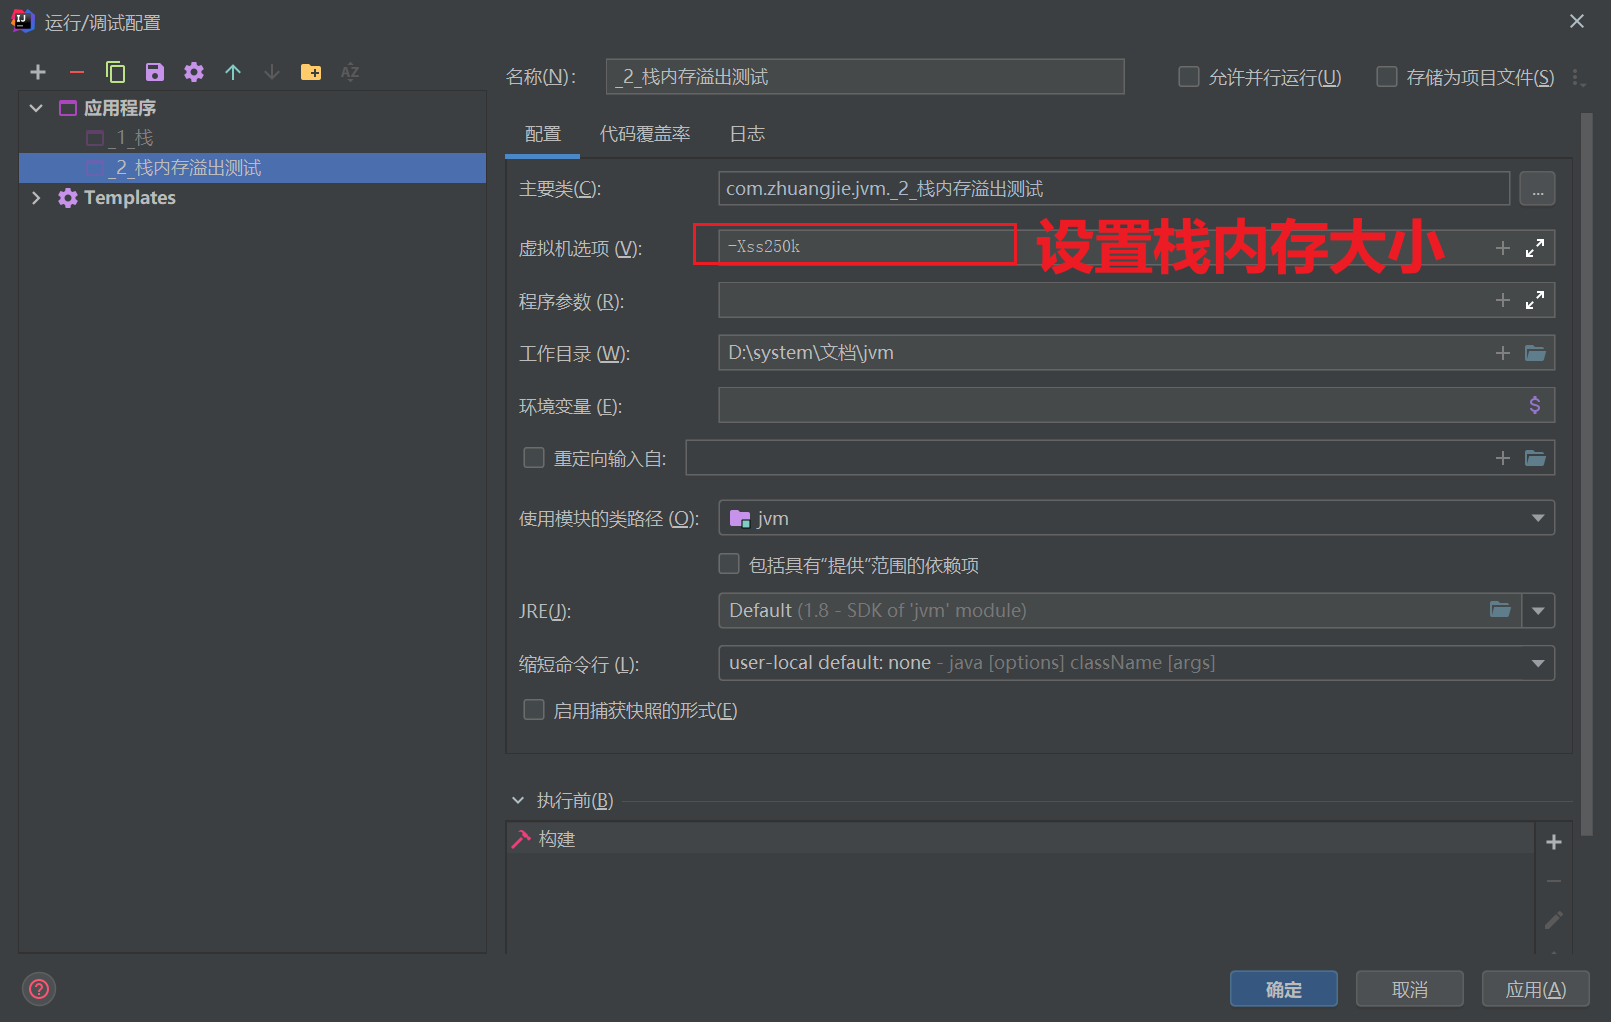 运行/调试配置
名称(N): _2_栈内存溢出测试 允许并行运行(U) 存储为项目文件(S)
应用程序
_1_栈
_2_栈内存溢出测试
Templates
配置 代码覆盖率 日志
主要类(C): com.zhuangjie.jvm._2_栈内存溢出测试 ...
虚拟机选项 (V): -Xss250k 设置栈内存大小
程序参数 (R):
工作目录 (W): D:\system\文档\jvm
环境变量 (E): $
重定向输入自:
使用模块的类路径 (O): jvm
包括具有“提供”范围的依赖项
JRE(J): Default (1.8 - SDK of 'jvm' module)
缩短命令行 (L): user-local default: none - java [options] className [args]
启用捕获快照的形式(E)
执行前(B)
构建
? 确定 取消 应用(A)